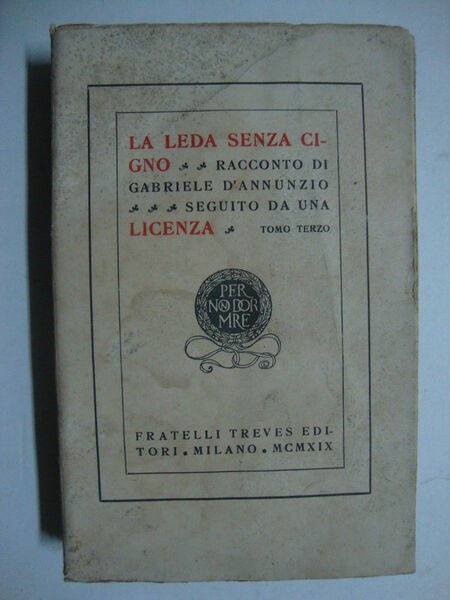 LA LEDA SENZA CI-
GNO RACCONTO DI
GABRIELE D'ANNUNZIO
SEGUITO DA UNA
LICENZA TOMO TERZO
PER
NON DOR
MIRE
FRATELLI TREVES EDI-
TORI . MILANO . MCMXIX